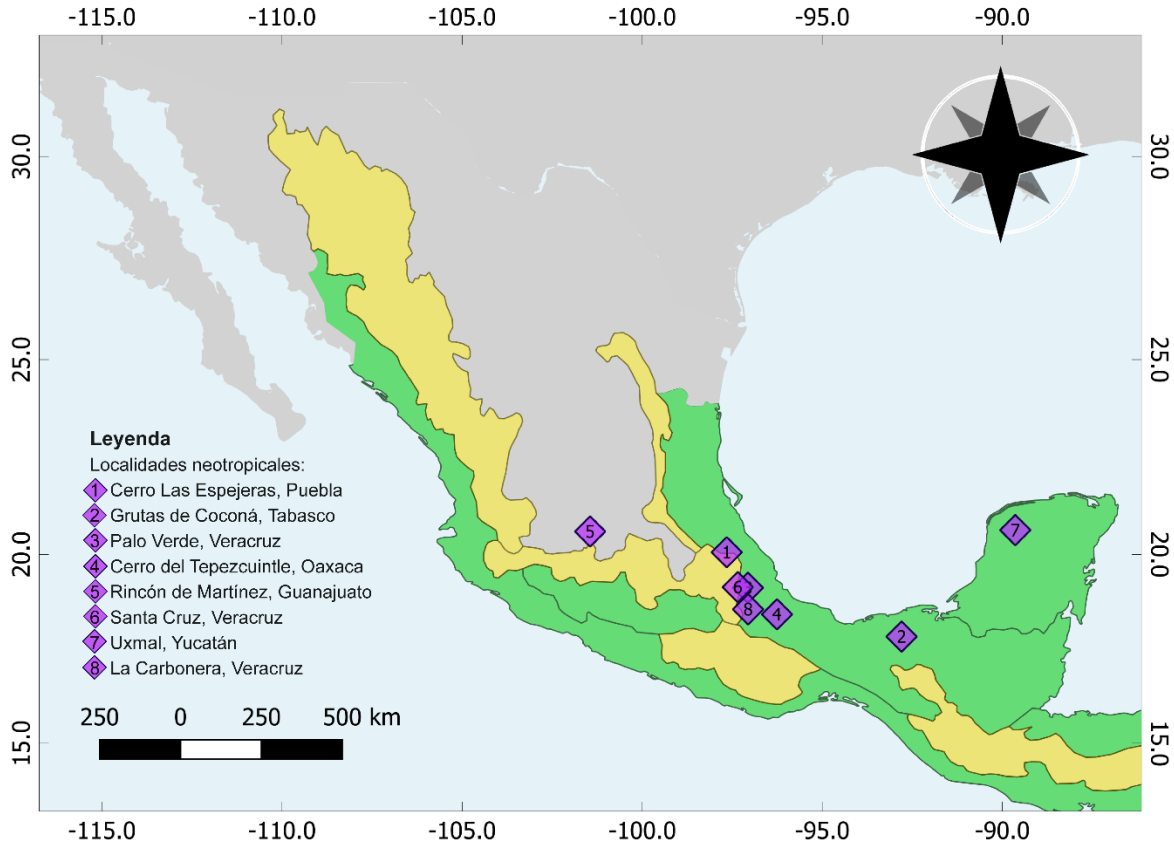 -115.0 -110.0 -105.0 -100.0 -95.0 -90.0
30.0 30.0
25.0 25.0
Leyenda
Localidades neotropicales:
1 Cerro Las Espejeras, Puebla
2 Grutas de Coconá, Tabasco
3 Palo Verde, Veracruz
4 Cerro del Tepezcuintle, Oaxaca
5 Rincón de Martínez, Guanajuato
6 Santa Cruz, Veracruz
7 Uxmal, Yucatán
8 La Carbonera, Veracruz
5
7
1
20.0 20.0
6
8
4
2
250 0 250 500 km
15.0 15.0
-115.0 -110.0 -105.0 -100.0 -95.0 -90.0